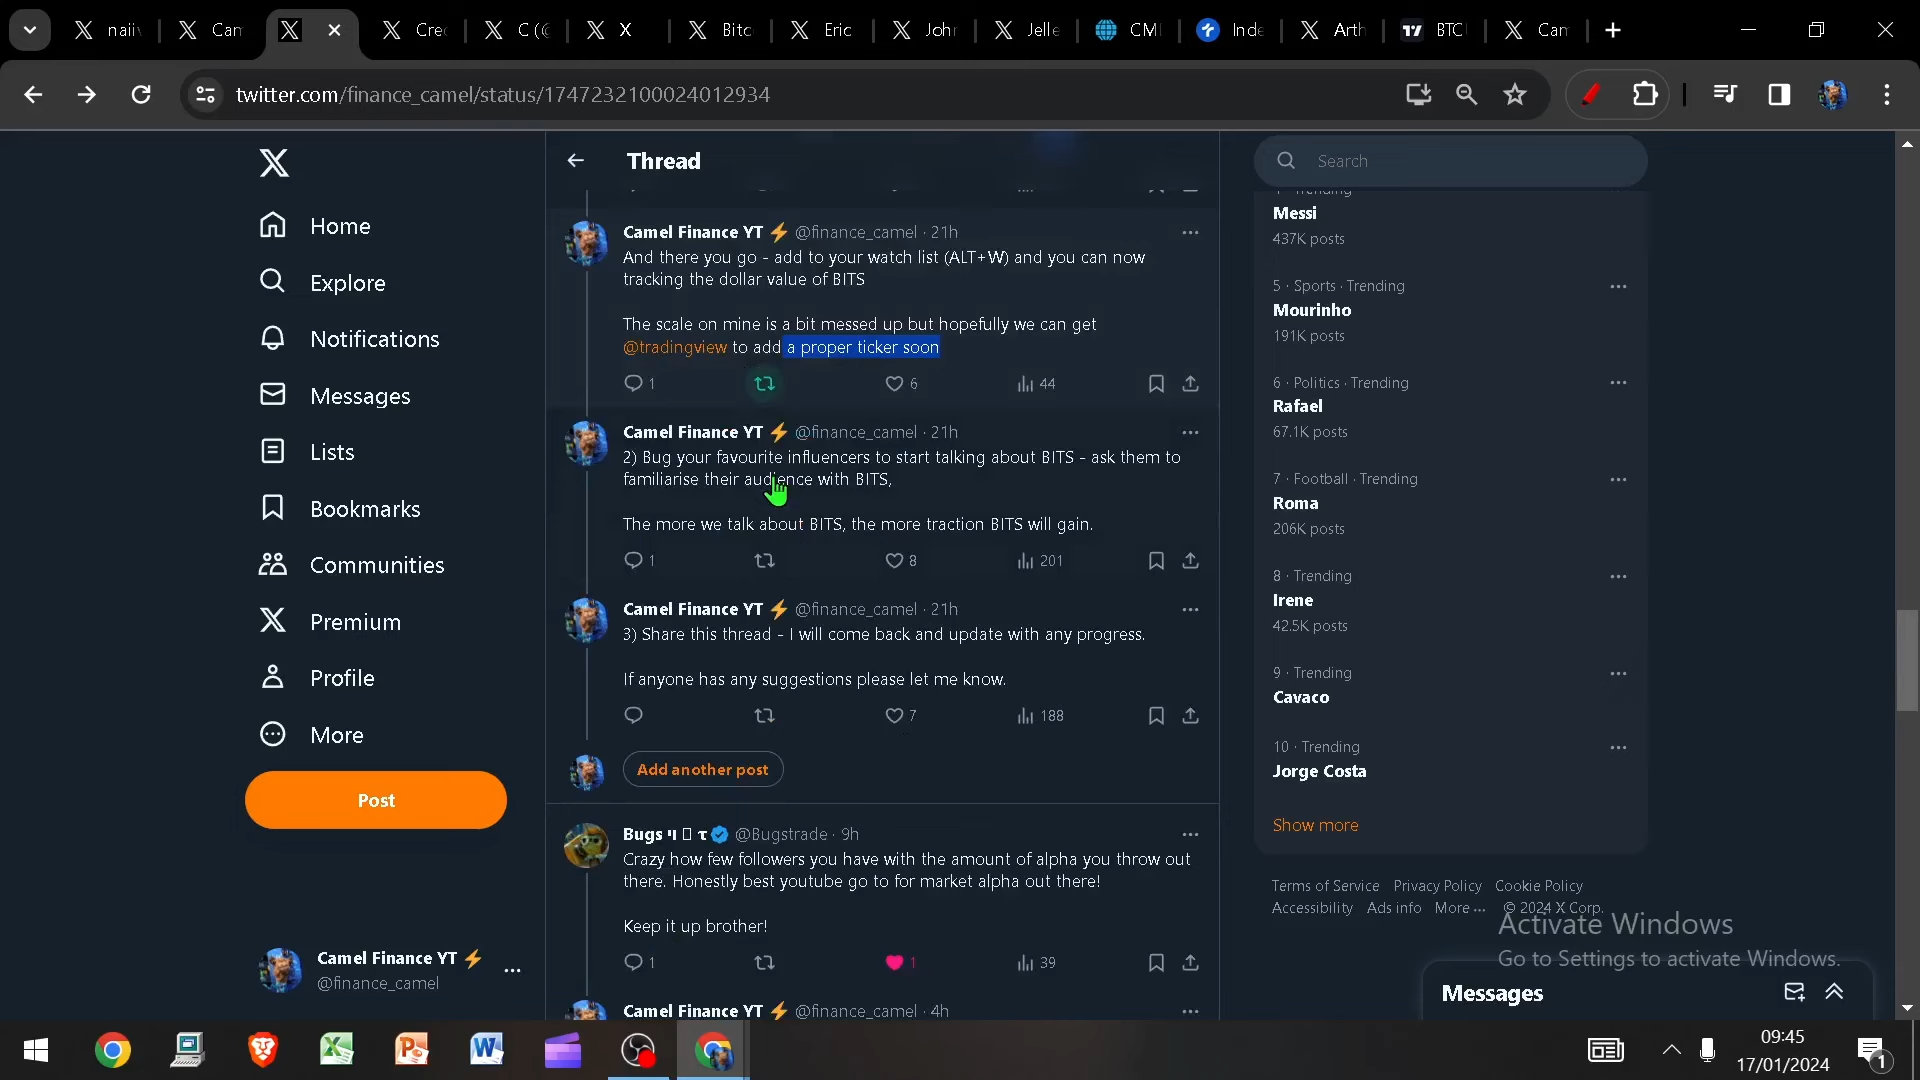 naii
Can
Cre
C (@
X
Bitc
Eric
Johr
Jelle
CMI
Inde
Arth
BTC
Can
twitter.com/finance_camel/status/1747232100024012934
Home
Explore
Notifications
Messages
Lists
Bookmarks
Communities
Premium
Profile
More
Post
Camel Finance YT ⚡
@finance_camel
Thread
Camel Finance YT ⚡ @finance_camel · 21h
And there you go - add to your watch list (ALT+W) and you can now
tracking the dollar value of BITS
The scale on mine is a bit messed up but hopefully we can get
@tradingview to add a proper ticker soon
1
6
44
Camel Finance YT ⚡ @finance_camel · 21h
2) Bug your favourite influencers to start talking about BITS - ask them to
familiarise their audience with BITS,
The more we talk about BITS, the more traction BITS will gain.
1
8
201
Camel Finance YT ⚡ @finance_camel · 21h
3) Share this thread - I will come back and update with any progress.
If anyone has any suggestions please let me know.
7
188
Add another post
Bugs @Bugstrade · 9h
Crazy how few followers you have with the amount of alpha you throw out
there. Honestly best youtube go to for market alpha out there!
Keep it up brother!
1
1
39
Camel Finance YT ⚡ @finance_camel · 4h
Search
Messi
437K posts
5 · Sports · Trending
Mourinho
191K posts
6 · Politics · Trending
Rafael
67.1K posts
7 · Football · Trending
Roma
206K posts
8 · Trending
Irene
42.5K posts
9 · Trending
Cavaco
10 · Trending
Jorge Costa
Show more
Terms of Service Privacy Policy Cookie Policy
Accessibility Ads info More ··· © 2024 X Corp.
Activate Windows
Go to Settings to activate Windows.
Messages
09:45
17/01/2024
1